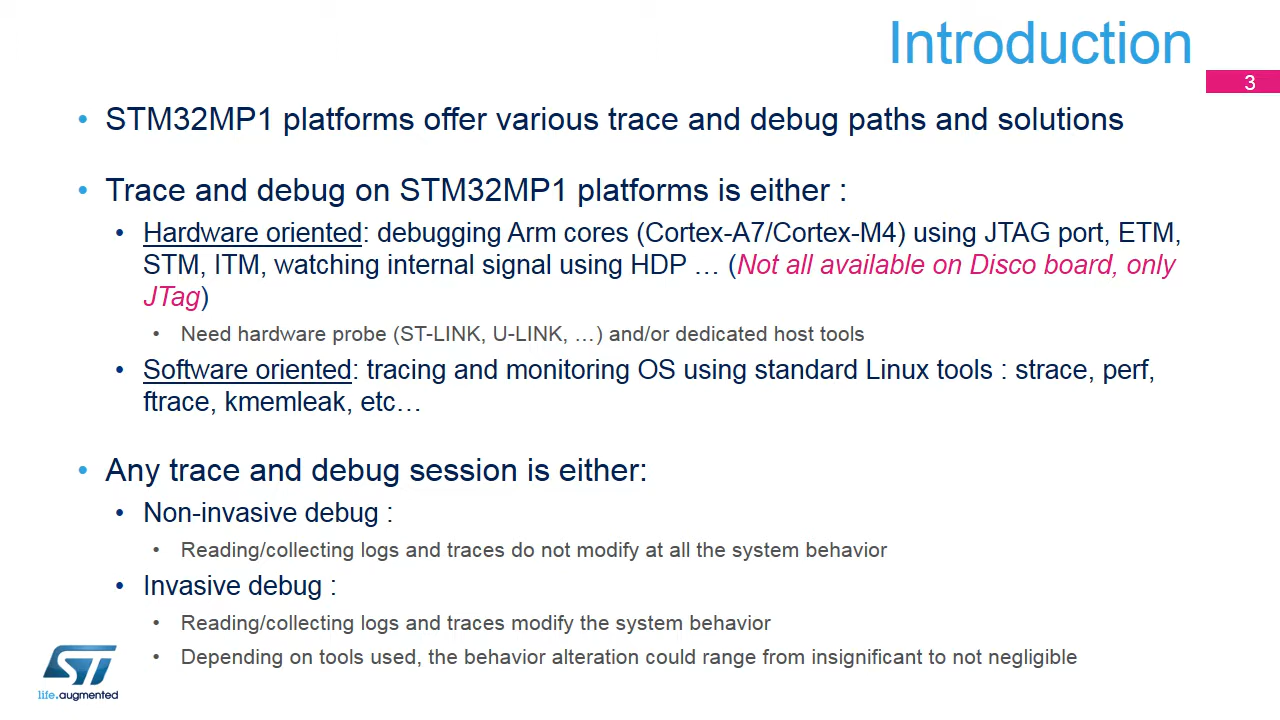 Introduction
3
• STM32MP1 platforms offer various trace and debug paths and solutions
• Trace and debug on STM32MP1 platforms is either :
• Hardware oriented: debugging Arm cores (Cortex-A7/Cortex-M4) using JTAG port, ETM,
STM, ITM, watching internal signal using HDP … (Not all available on Disco board, only
JTag)
• Need hardware probe (ST-LINK, U-LINK, …) and/or dedicated host tools
• Software oriented: tracing and monitoring OS using standard Linux tools : strace, perf,
ftrace, kmemleak, etc…
• Any trace and debug session is either:
• Non-invasive debug :
• Reading/collecting logs and traces do not modify at all the system behavior
• Invasive debug :
• Reading/collecting logs and traces modify the system behavior
• Depending on tools used, the behavior alteration could range from insignificant to not negligible
ST
life.augmented